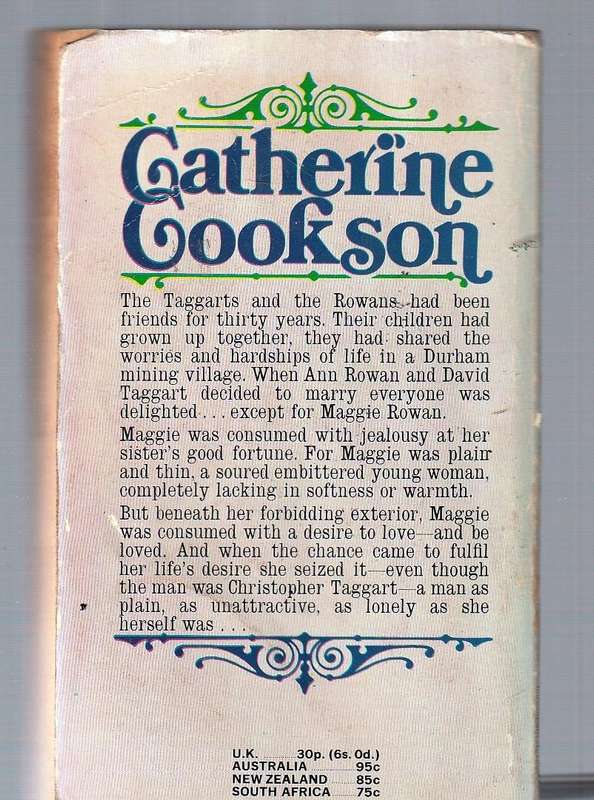 Catherine
Cookson
The Taggarts and the Rowans had been
friends for thirty years. Their children had
grown up together, they had shared the
worries and hardships of life in a Durham
mining village. When Ann Rowan and David
Taggart decided to marry everyone was
delighted . . . except for Maggie Rowan.
Maggie was consumed with jealousy at her
sister's good fortune. For Maggie was plain
and thin, a soured embittered young woman,
completely lacking in softness or warmth.
But beneath her forbidding exterior, Maggie
was consumed with a desire to love—and be
loved. And when the chance came to fulfil
her life's desire she seized it—even though
the man was Christopher Taggart—a man as
plain, as unattractive, as lonely as she
herself was . . .
U.K. 30p. (6s. 0d.)
AUSTRALIA 95c
NEW ZEALAND 85c
SOUTH AFRICA 75c